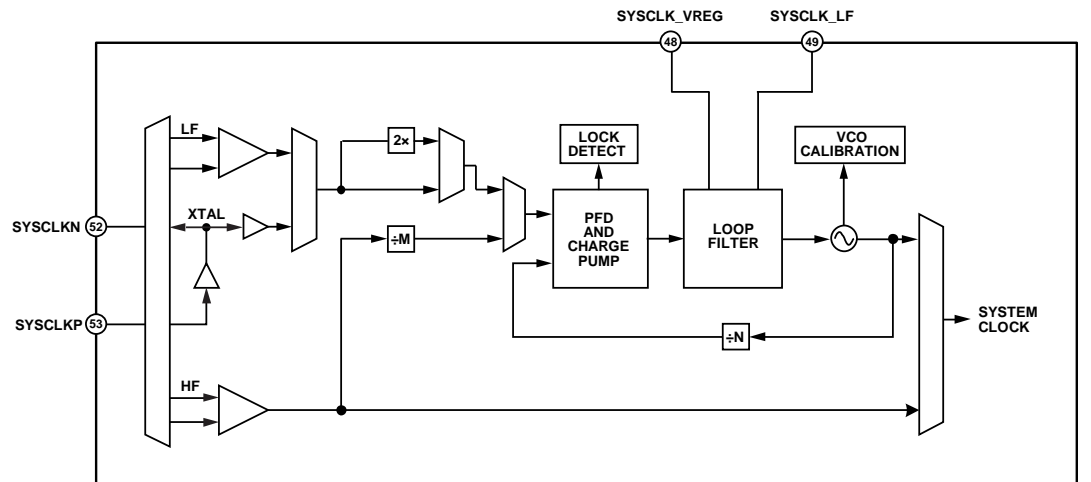 SYSCLK_VREG
SYSCLK_LF
48
49
LF
2×
LOCK
DETECT
VCO
CALIBRATION
XTAL
SYSCLKN
52
÷M
PFD
AND
CHARGE
PUMP
LOOP
FILTER
SYSCLKP
53
÷N
SYSTEM
CLOCK
HF